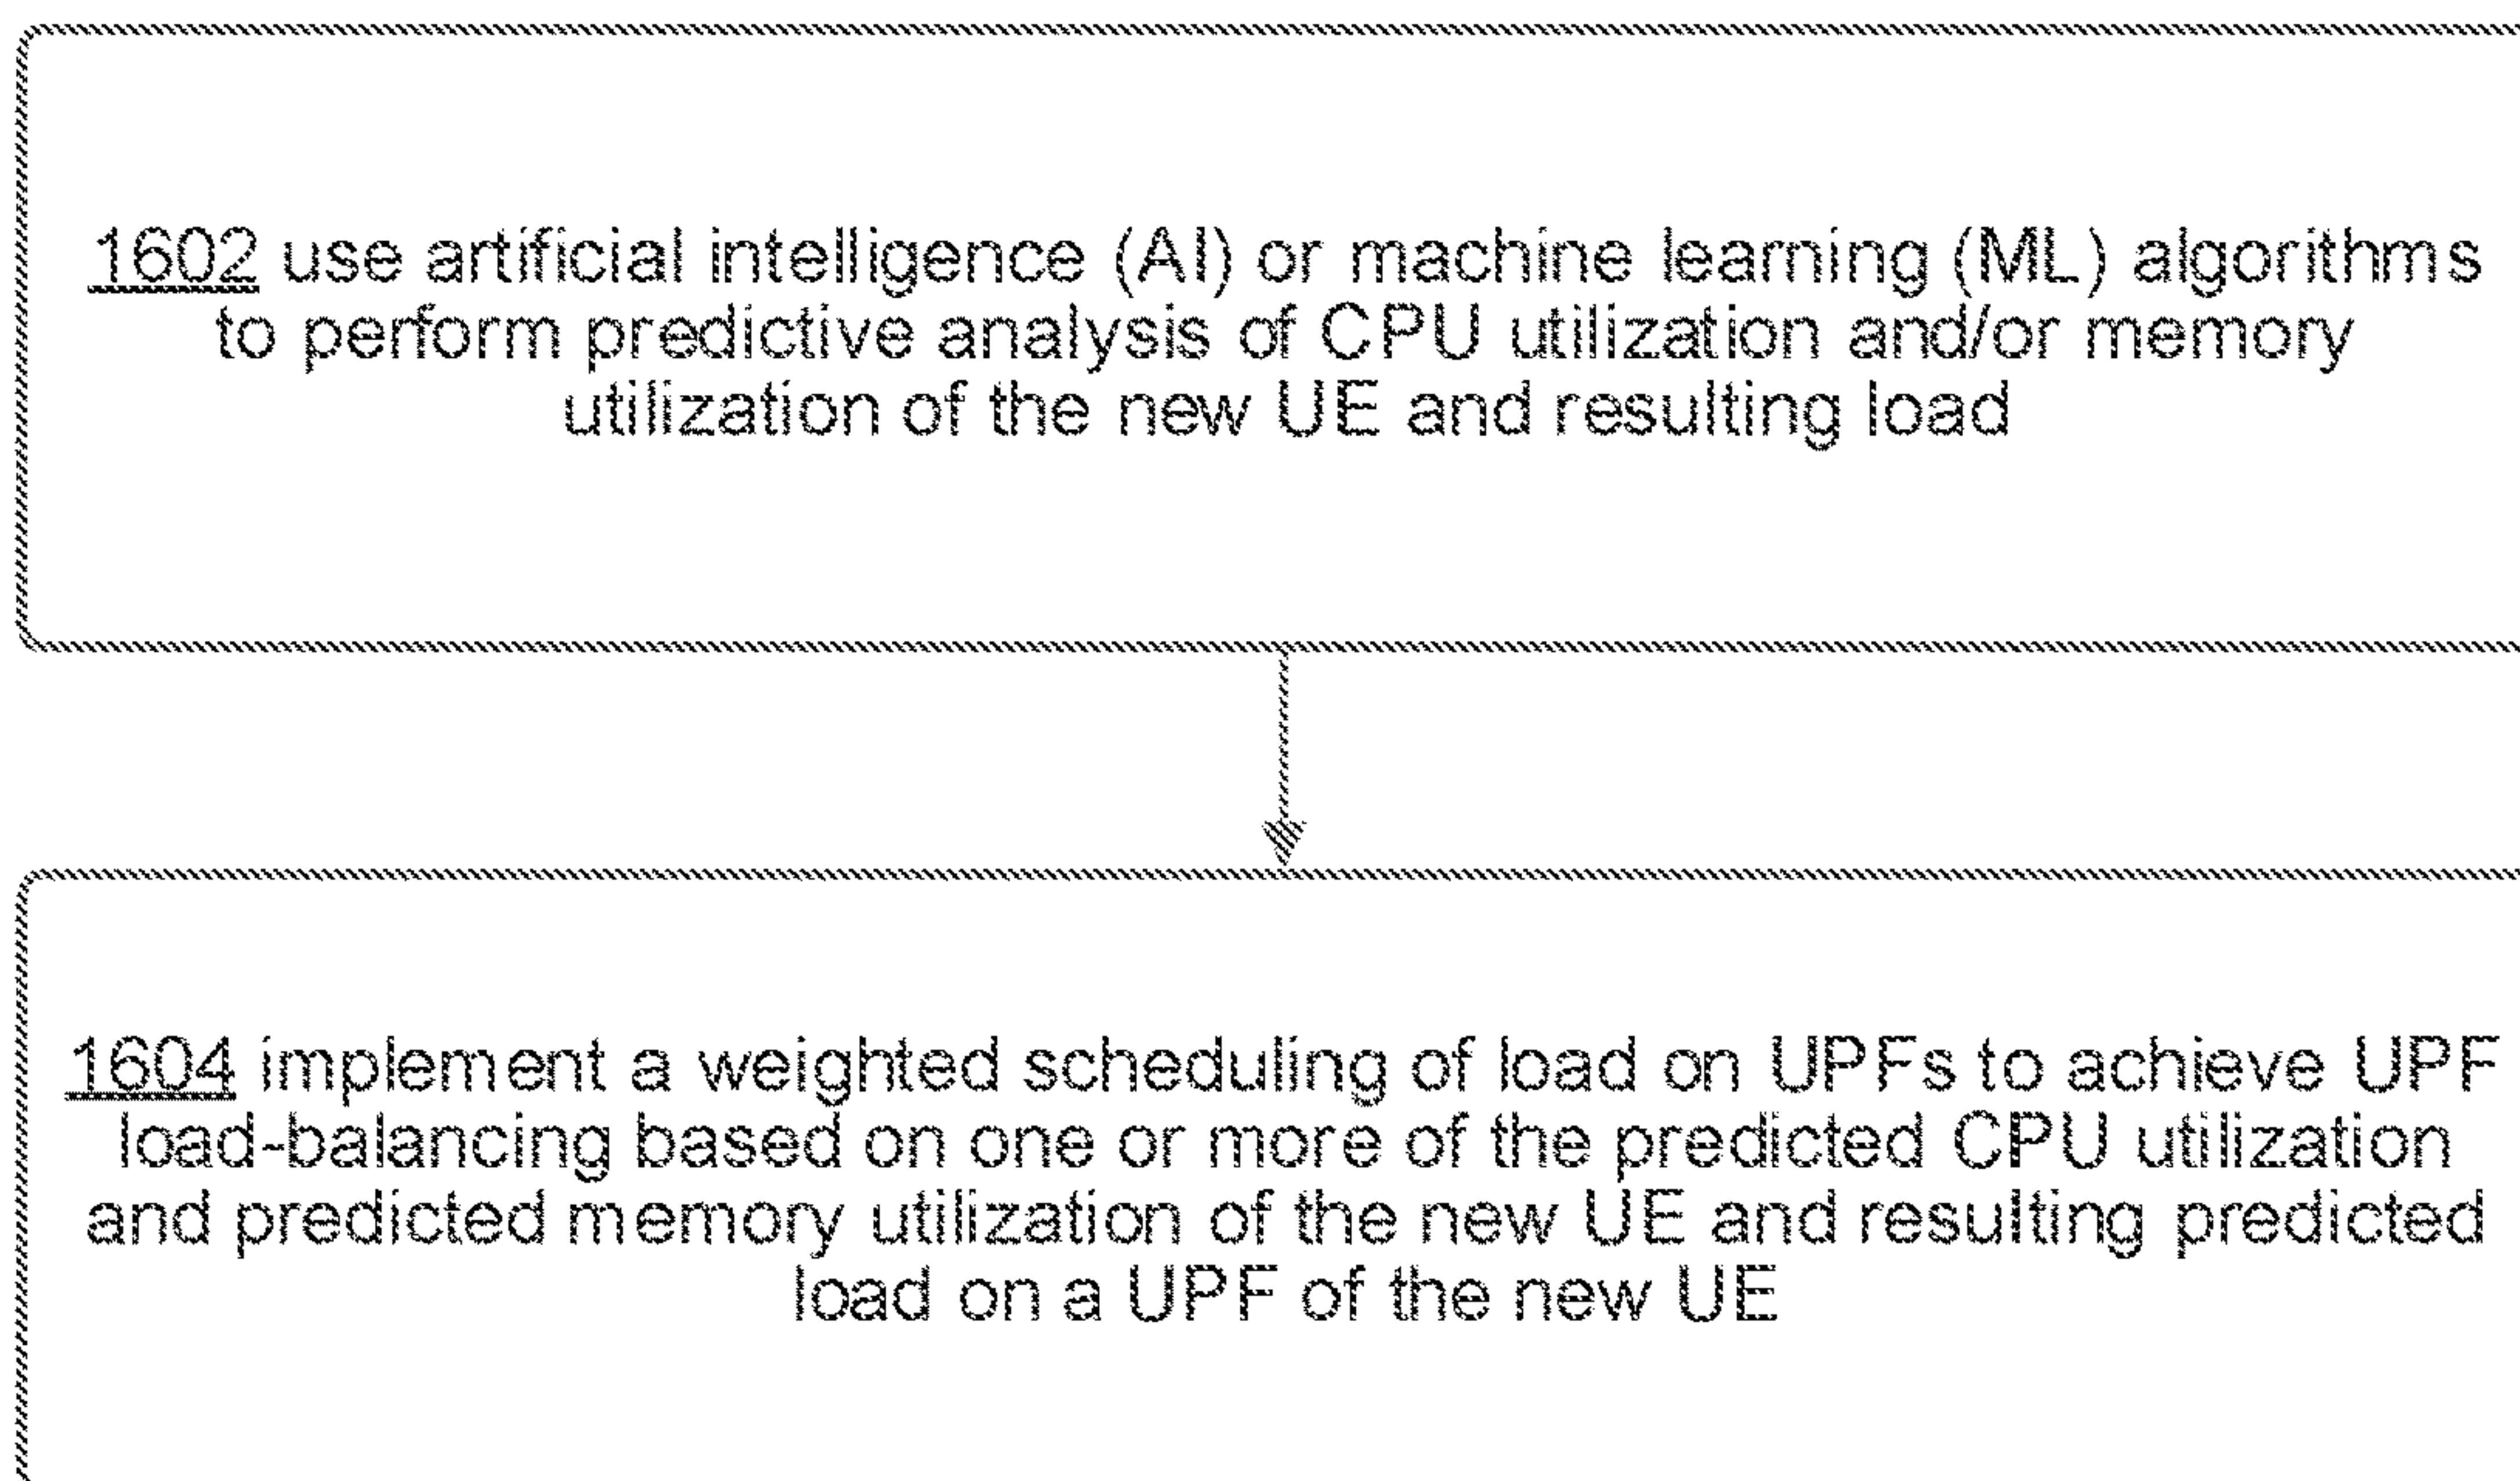 1602 use artificial intelligence (AI) or machine learning (ML) algorithms
to perform predictive analysis of CPU utilization and/or memory
utilization of the new UE and resulting load
1604 implement a weighted scheduling of load on UPFs to achieve UPF
load-balancing based on one or more of the predicted CPU utilization
and predicted memory utilization of the new UE and resulting predicted
load on a UPF of the new UE